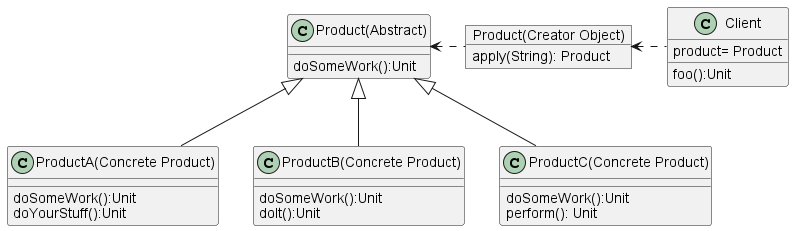 C Product(Abstract)
doSomeWork():Unit
Product(Creator Object)
apply(String): Product
C Client
product= Product
foo():Unit
C ProductA(Concrete Product)
doSomeWork():Unit
doYourStuff():Unit
C ProductB(Concrete Product)
doSomeWork():Unit
doIt():Unit
C ProductC(Concrete Product)
doSomeWork():Unit
perform(): Unit